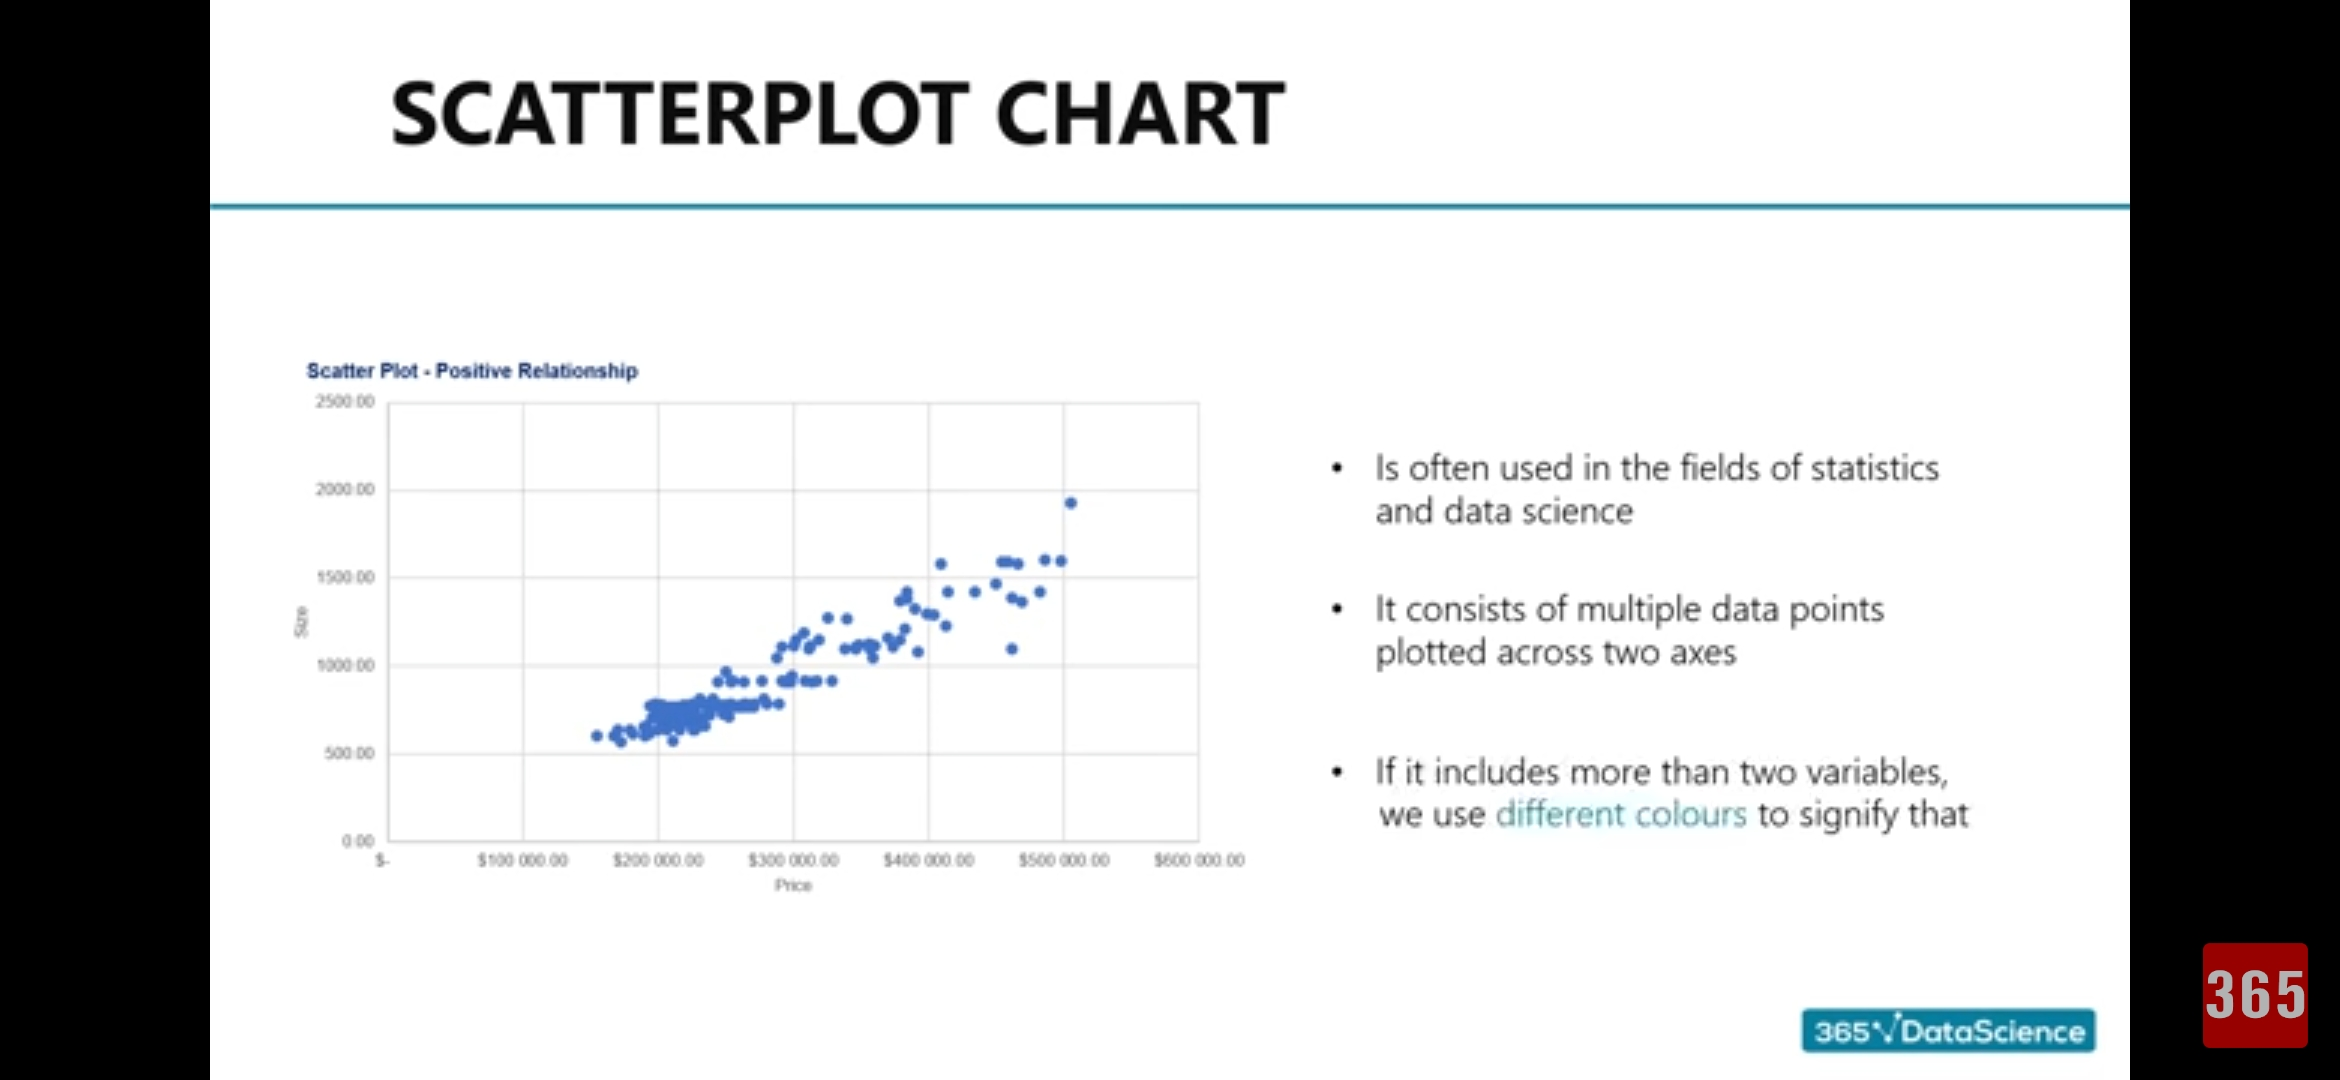 SCATTERPLOT CHART
Scatter Plot - Positive Relationship
2500.00
2000.00
1500.00
1000.00
500.00
0.00
Size
$-
$100 000.00
$200 000.00
$300 000.00
$400 000.00
$500 000.00
$600 000.00
Price
• Is often used in the fields of statistics
and data science
• It consists of multiple data points
plotted across two axes
• If it includes more than two variables,
we use different colours to signify that
365 DataScience
365